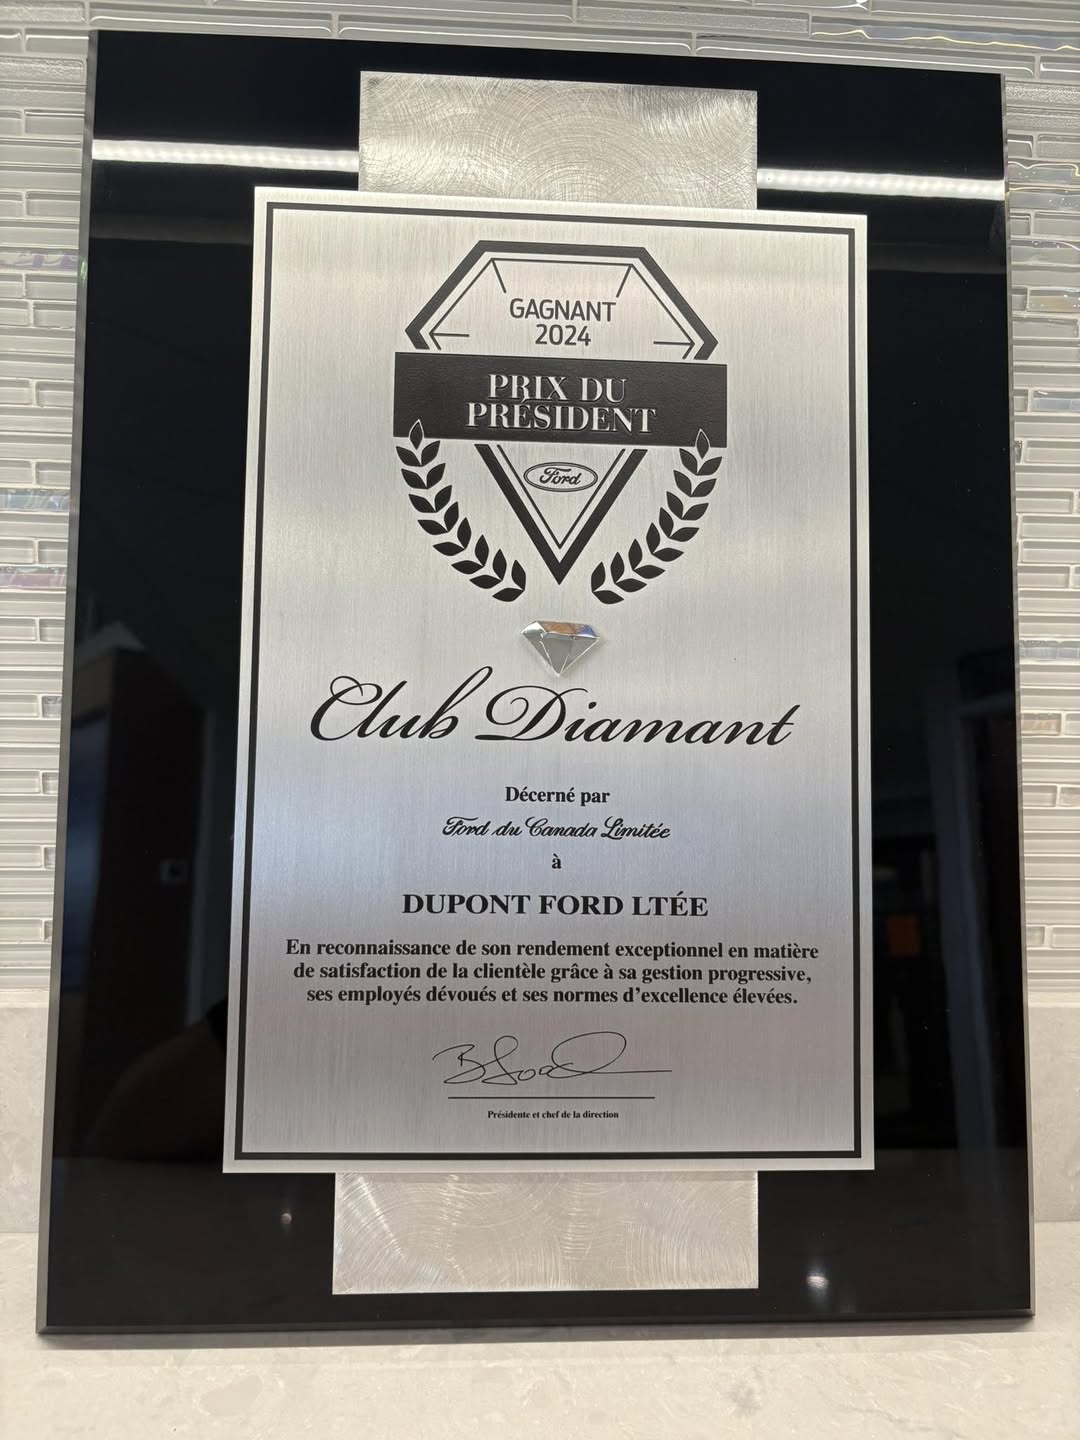 GAGNANT
2024
PRIX DU
PRÉSIDENT
Ford
Club Diamant
Décerné par
Ford du Canada Limitée
à
DUPONT FORD LTÉE
En reconnaissance de son rendement exceptionnel en matière
de satisfaction de la clientèle grâce à sa gestion progressive,
ses employés dévoués et ses normes d'excellence élevées.
Présidente et chef de la direction